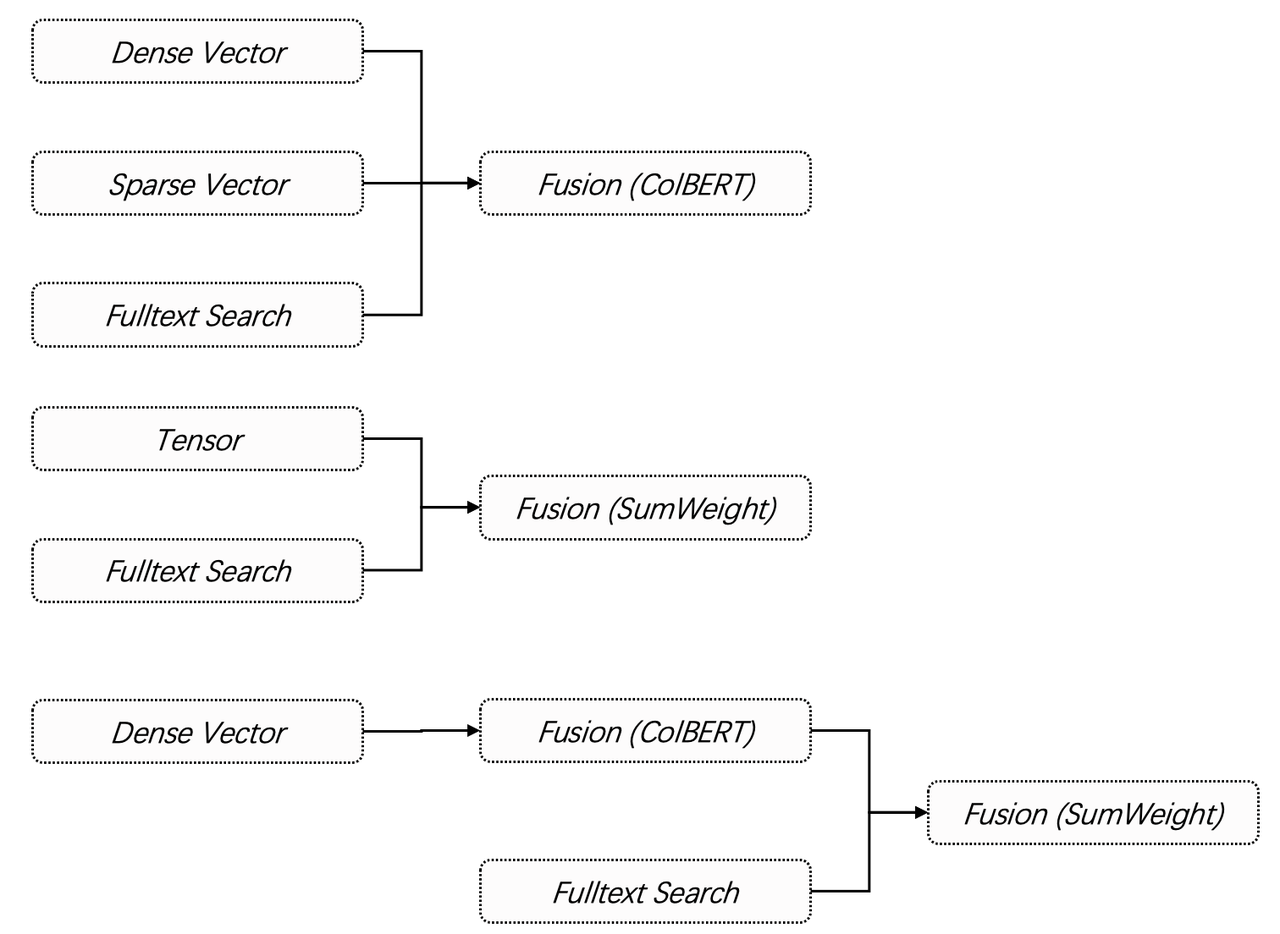 Dense Vector
Sparse Vector
Fusion (ColBERT)
Fulltext Search
Tensor
Fusion (SumWeight)
Fulltext Search
Dense Vector
Fusion (ColBERT)
Fusion (SumWeight)
Fulltext Search